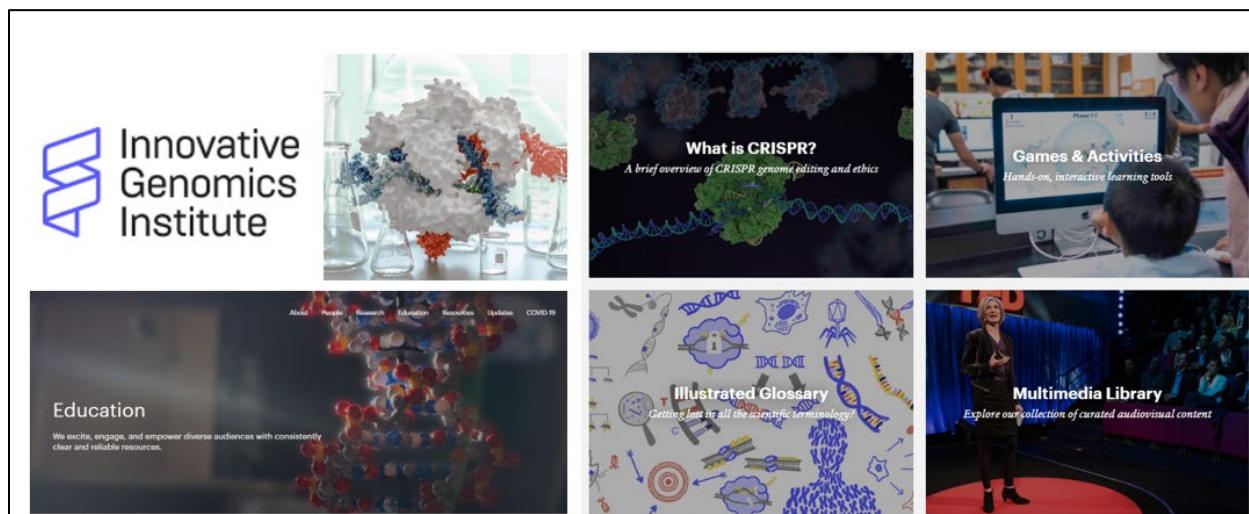 Innovative
Genomics
Institute
What is CRISPR?
A brief overview of CRISPR genome editing and ethics
Phase 1:1
Games & Activities
Hands-on, interactive learning tools
About People Research Education Resources Updates COVID-19
Education
We excite, engage, and empower diverse audiences with consistently
clear and reliable resources.
Illustrated Glossary
Getting lost in all the scientific terminology?
Multimedia Library
Explore our collection of curated audiovisual content